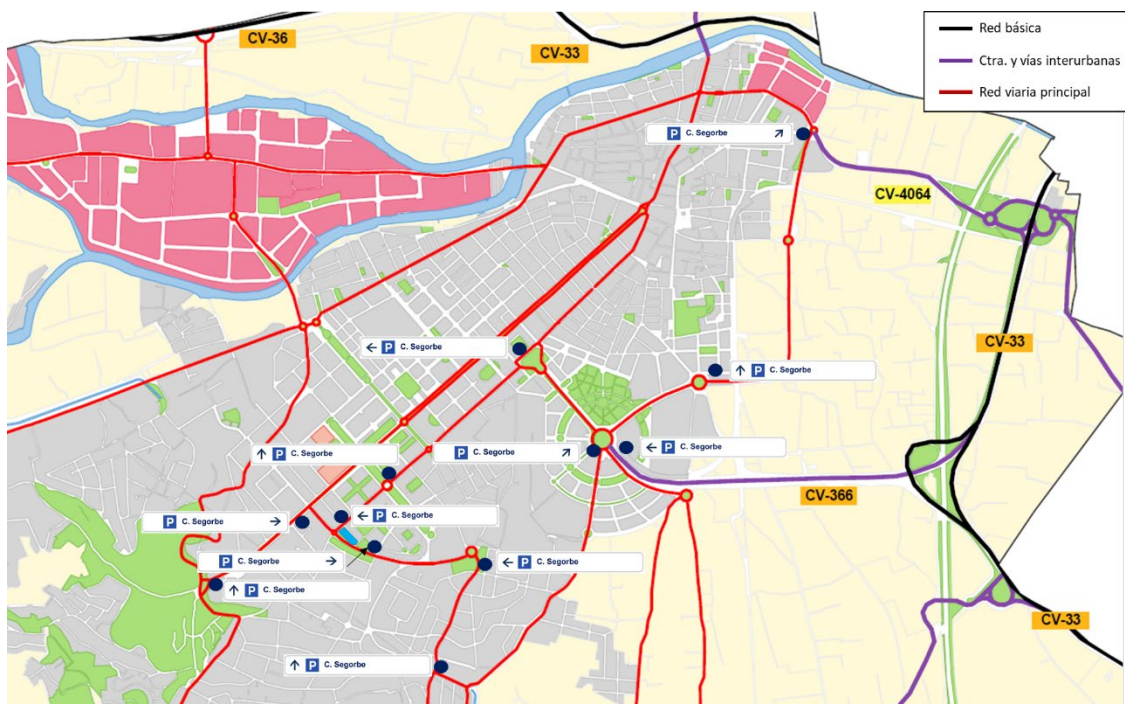 CV-36
CV-33
Red básica
Ctra. y vías interurbanas
Red viaria principal
P C. Segorbe ↗
CV-4064
← P C. Segorbe
CV-33
↑ P C. Segorbe
↑ P C. Segorbe
P C. Segorbe ↗
← P C. Segorbe
CV-366
P C. Segorbe →
← P C. Segorbe
P C. Segorbe →
← P C. Segorbe
↑ P C. Segorbe
CV-33
↑ P C. Segorbe